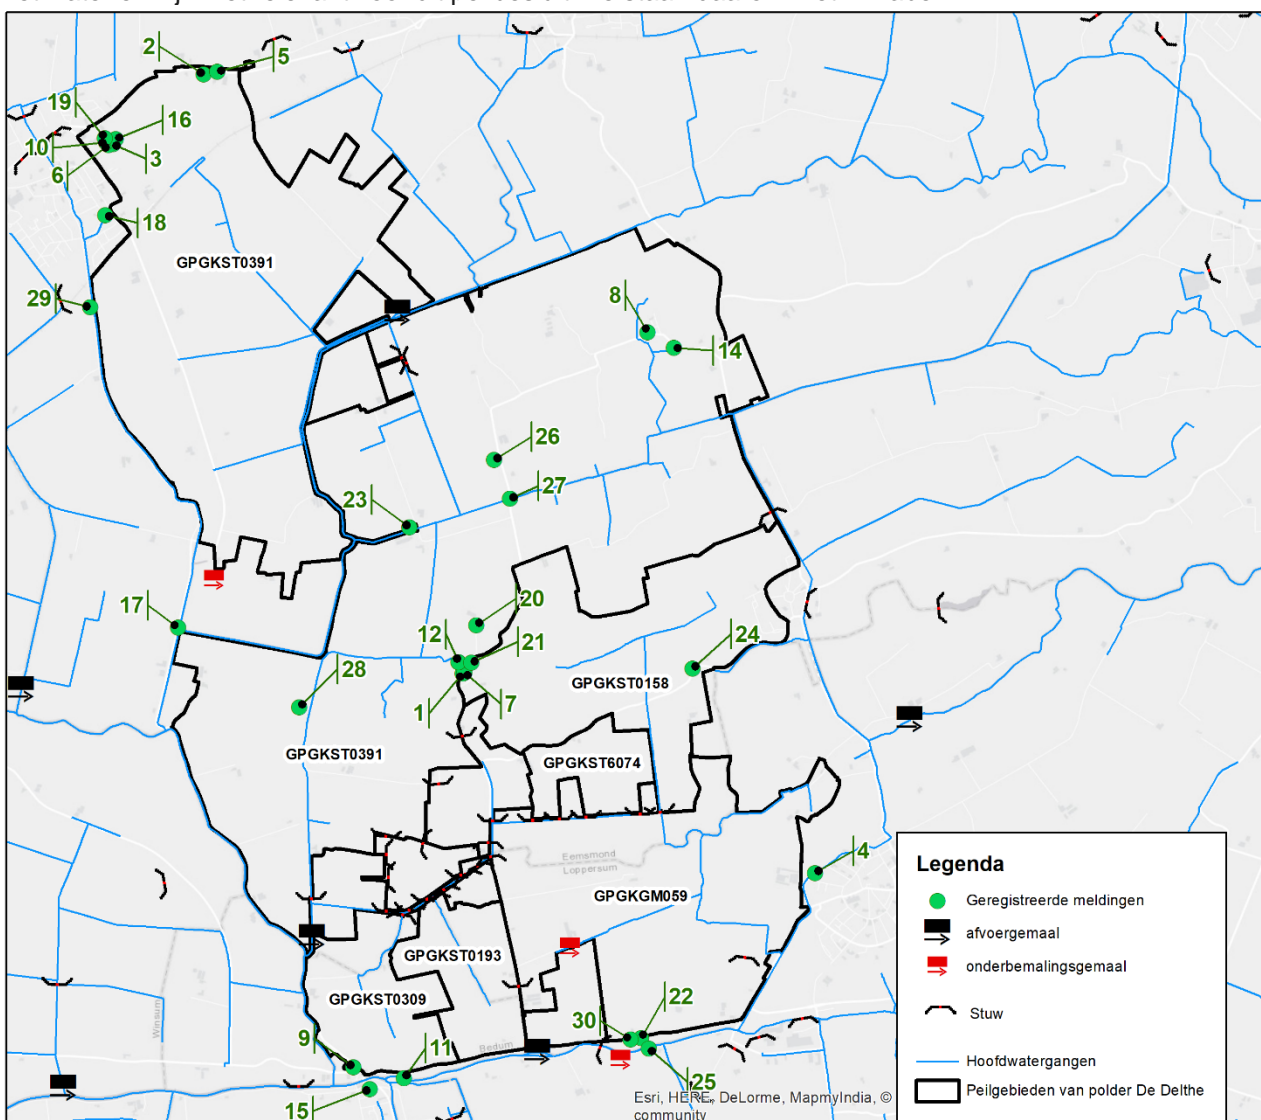 2
5
19
16
10
3
6
18
GPGKST0391
29
8
14
26
27
23
17
20
12
21
24
28
GPGKST0158
1
7
GPGKST0391
GPGKST6074
Eemsmond
Loppersum
4
GPGKGM059
GPGKST0193
GPGKST0309
Winsum
22
30
9
11
Bedum
25
15
Esri, HERE, DeLorme, MapmyIndia, ©
community
Legenda
Geregistreerde meldingen
afvoergemaal
onderbemalingsgemaal
Stuw
Hoofdwatergangen
Peilgebieden van polder De Delthe